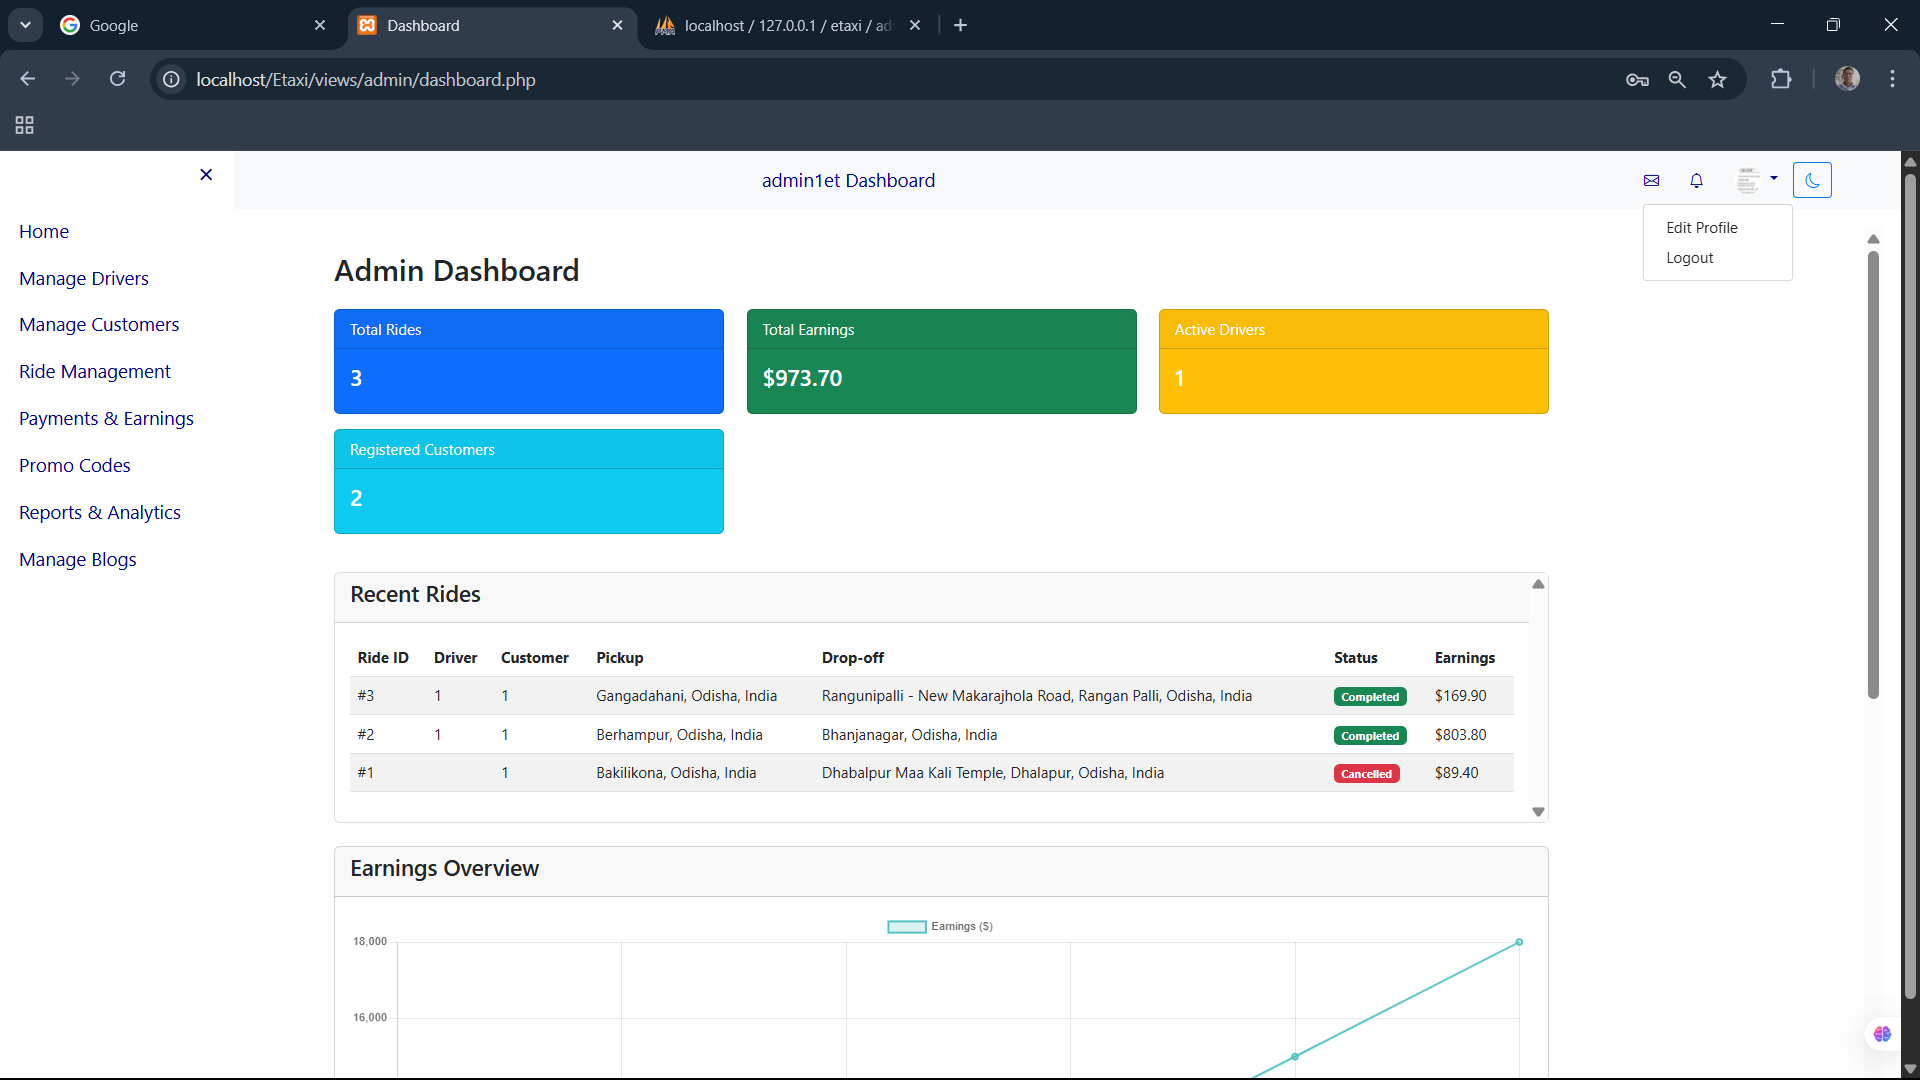 Google
Dashboard
localhost / 127.0.0.1 / etaxi / ad
localhost/Etaxi/views/admin/dashboard.php
admin1et Dashboard
Edit Profile
Logout
Home
Manage Drivers
Manage Customers
Ride Management
Payments & Earnings
Promo Codes
Reports & Analytics
Manage Blogs
Admin Dashboard
Total Rides
3
Total Earnings
$973.70
Active Drivers
1
Registered Customers
2
Recent Rides
Ride ID Driver Customer Pickup Drop-off Status Earnings
#3 1 1 Gangadahani, Odisha, India Rangunipalli - New Makarajhola Road, Rangan Palli, Odisha, India Completed $169.90
#2 1 1 Berhampur, Odisha, India Bhanjanagar, Odisha, India Completed $803.80
#1 1 Bakilikona, Odisha, India Dhabalpur Maa Kali Temple, Dhalapur, Odisha, India Cancelled $89.40
Earnings Overview
Earnings ($)
18,000
16,000